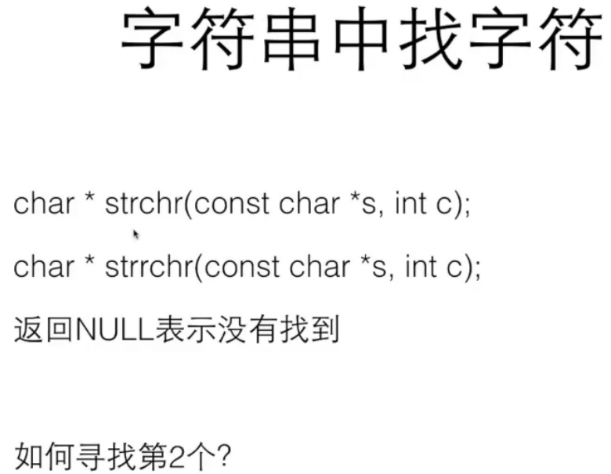 字符串中找字符
char * strchr(const char *s, int c);
char * strrchr(const char *s, int c);
返回NULL表示没有找到
如何寻找第2个?